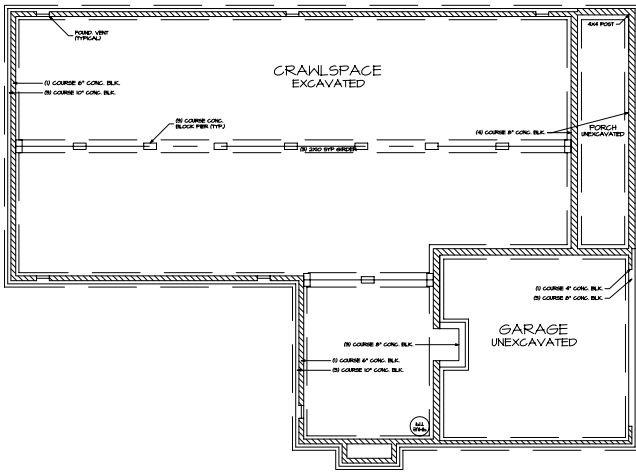 FOUND. VENT
(TYPICAL)
4X4 POST
CRAWLSPACE
EXCAVATED
(1) COURSE 6" CONC. BLK.
(5) COURSE 10" CONC. BLK.
(5) COURSE CONC.
BLOCK PIER (TYP.)
(4) COURSE 8" CONC. BLK.
PORCH
UNEXCAVATED
(3) 2X10 SYP GIRDER
(1) COURSE 4" CONC. BLK.
(5) COURSE 8" CONC. BLK.
GARAGE
UNEXCAVATED
(5) COURSE 8" CONC. BLK.
(1) COURSE 6" CONC. BLK.
(5) COURSE 10" CONC. BLK.